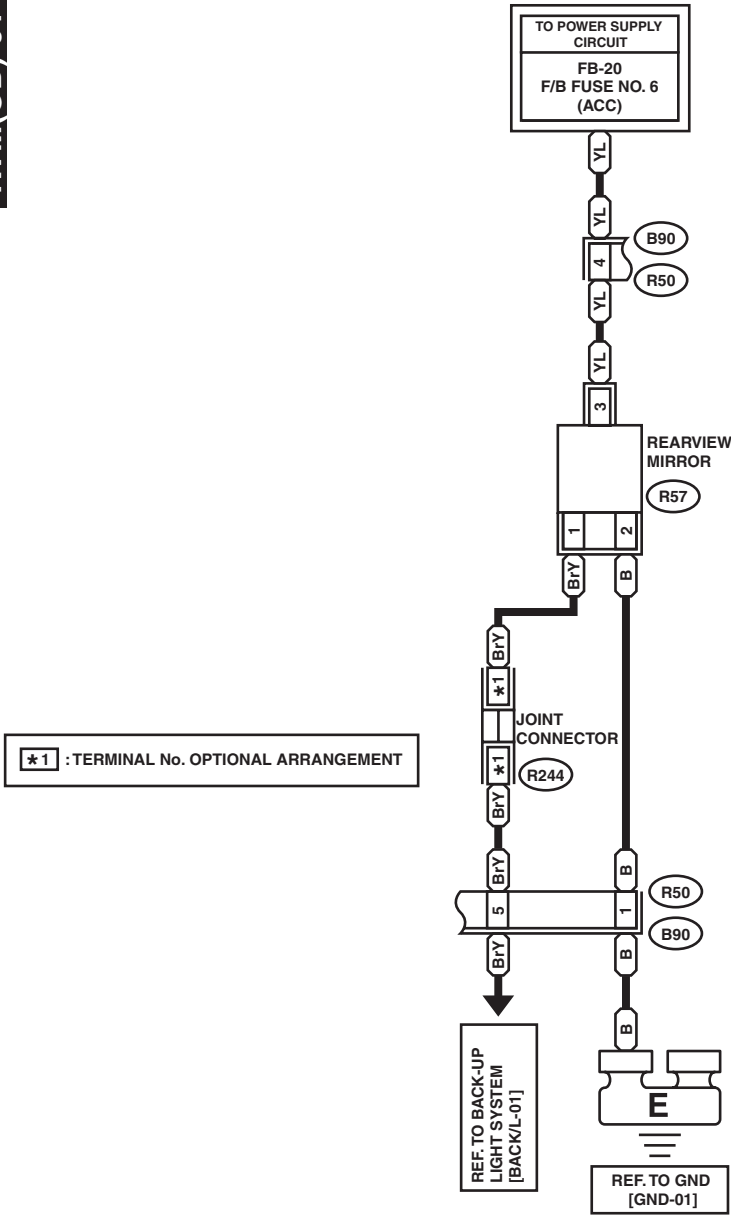 TO POWER SUPPLY
CIRCUIT
FB-20
F/B FUSE NO. 6
(ACC)
YL
YL
B90
4
R50
YL
YL
3
REARVIEW
MIRROR
R57
1
2
BrY
B
BrY
*1
JOINT
CONNECTOR
*1
R244
*1 : TERMINAL No. OPTIONAL ARRANGEMENT
BrY
BrY
B
R50
5
1
B90
BrY
B
B
REF. TO BACK-UP
LIGHT SYSTEM
[BACK/L-01]
E
REF. TO GND
[GND-01]